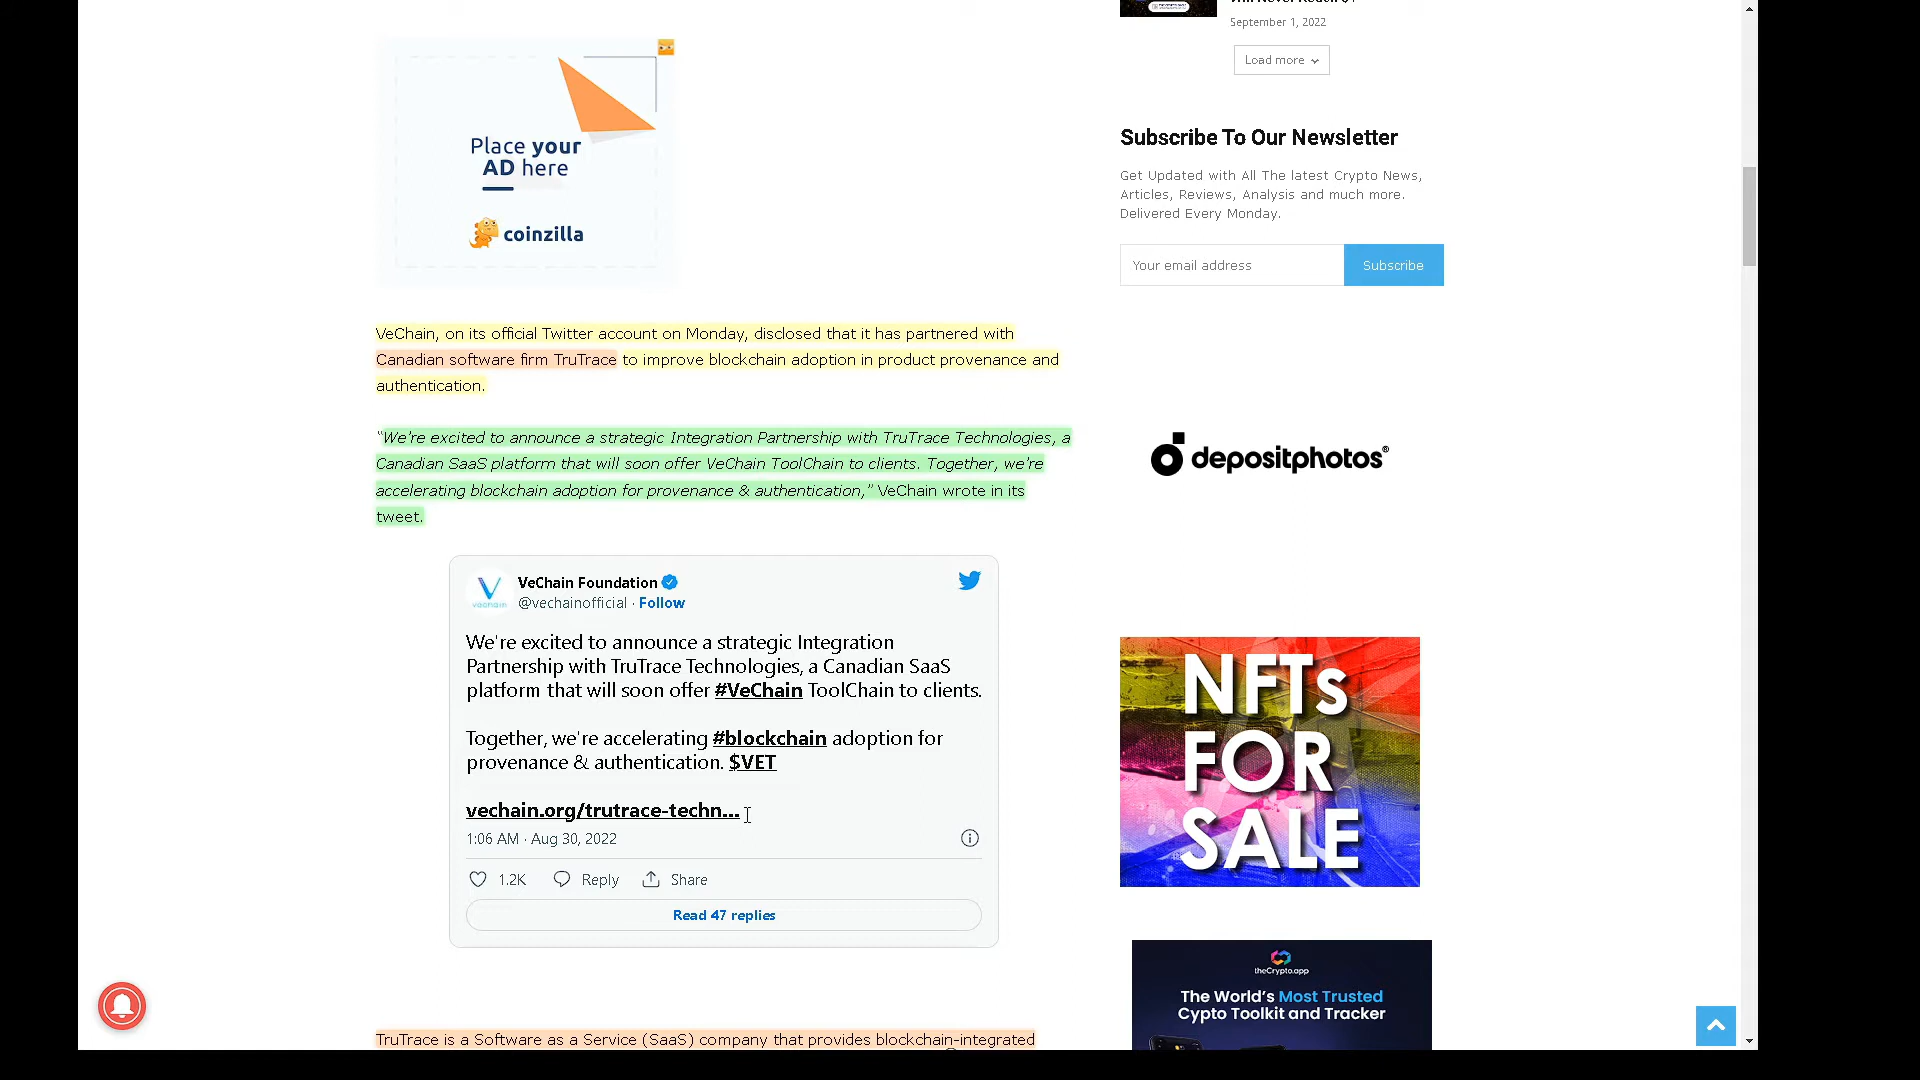 September 1, 2022
Load more
Place your
AD here
coinzilla
Subscribe To Our Newsletter
Get Updated with All The latest Crypto News,
Articles, Reviews, Analysis and much more.
Delivered Every Monday.
Your email address
Subscribe
VeChain, on its official Twitter account on Monday, disclosed that it has partnered with
Canadian software firm TruTrace to improve blockchain adoption in product provenance and
authentication.
"We're excited to announce a strategic Integration Partnership with TruTrace Technologies, a
Canadian SaaS platform that will soon offer VeChain ToolChain to clients. Together, we're
accelerating blockchain adoption for provenance & authentication," VeChain wrote in its
tweet.
depositphotos®
VeChain Foundation
@vechainofficial · Follow
vechain
We're excited to announce a strategic Integration
Partnership with TruTrace Technologies, a Canadian SaaS
platform that will soon offer #VeChain ToolChain to clients.
Together, we're accelerating #blockchain adoption for
provenance & authentication. $VET
vechain.org/trutrace-techn...
1:06 AM · Aug 30, 2022
1.2K
Reply
Share
Read 47 replies
NFTs
FOR
SALE
theCrypto.app
The World's Most Trusted
Cypto Toolkit and Tracker
TruTrace is a Software as a Service (SaaS) company that provides blockchain-integrated